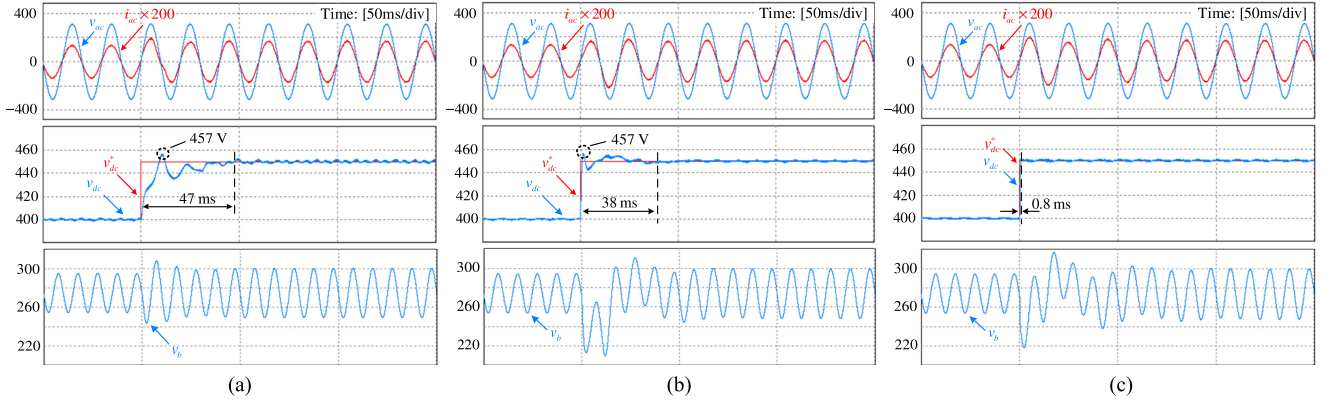 400
200
0
−400
v_ac
i_ac×200
Time: [50ms/div]
460
440
420
400
v*_dc
v_dc
457 V
47 ms
300
260
220
v_b
(a)
400
200
0
−400
v_ac
i_ac×200
Time: [50ms/div]
460
440
420
400
v*_dc
v_dc
457 V
38 ms
300
260
220
v_b
(b)
400
200
0
−400
v_ac
i_ac×200
Time: [50ms/div]
460
440
420
400
v*_dc
v_dc
0.8 ms
300
260
220
v_b
(c)